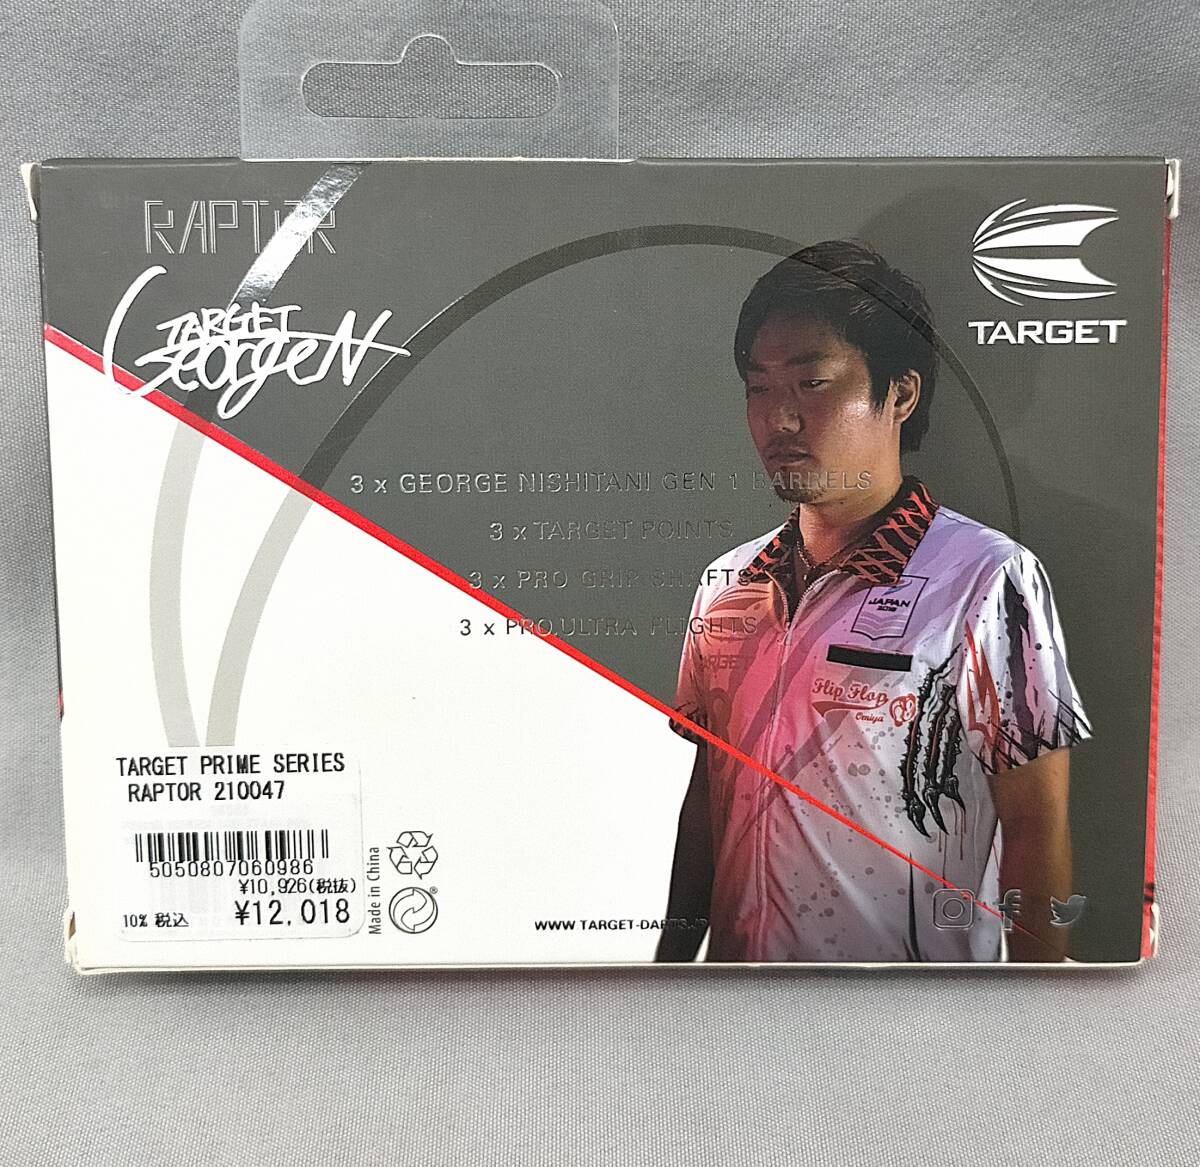 RAPTOR
TARGET
GeorgeN
TARGET
3 x GEORGE NISHITANI GEN 1 BARRELS
3 x TARGET POINTS
3 x PRO GRIP SHAFTS
3 x PRO.ULTRA FLIGHTS
JAPAN
TARGET
Flip Flop
Omiya
TARGET PRIME SERIES
RAPTOR 210047
5050807060986
¥10,926(税抜)
10% 税込 ¥12,018
Made in China
WWW.TARGET-DARTS.JP